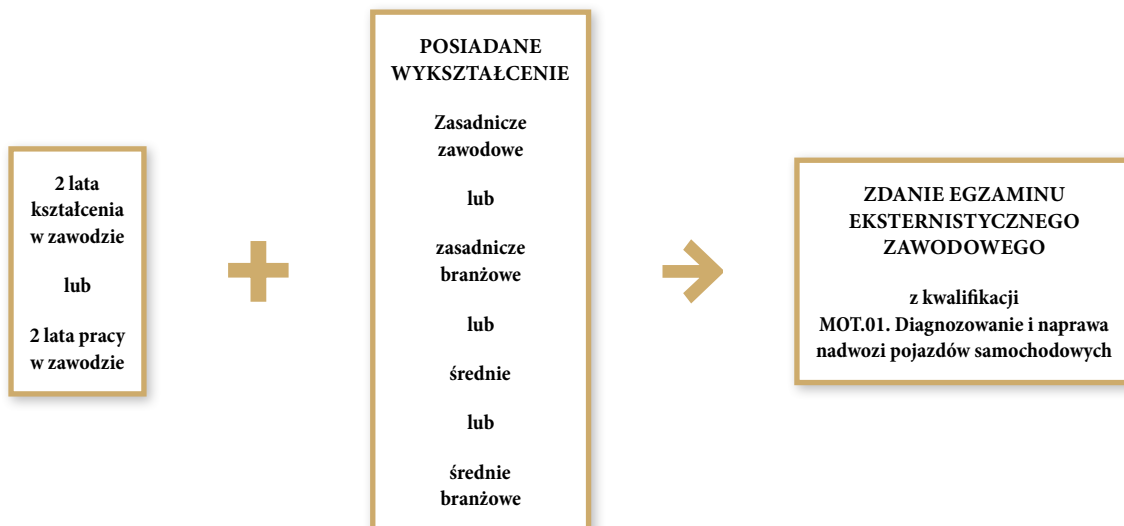 2 lata
kształcenia
w zawodzie
lub
2 lata pracy
w zawodzie
POSIADANE
WYKSZTAŁCENIE
Zasadnicze
zawodowe
lub
zasadnicze
branżowe
lub
średnie
lub
średnie
branżowe
ZDANIE EGZAMINU
EKSTERNISTYCZNEGO
ZAWODOWEGO
z kwalifikacji
MOT.01. Diagnozowanie i naprawa
nadwozi pojazdów samochodowych